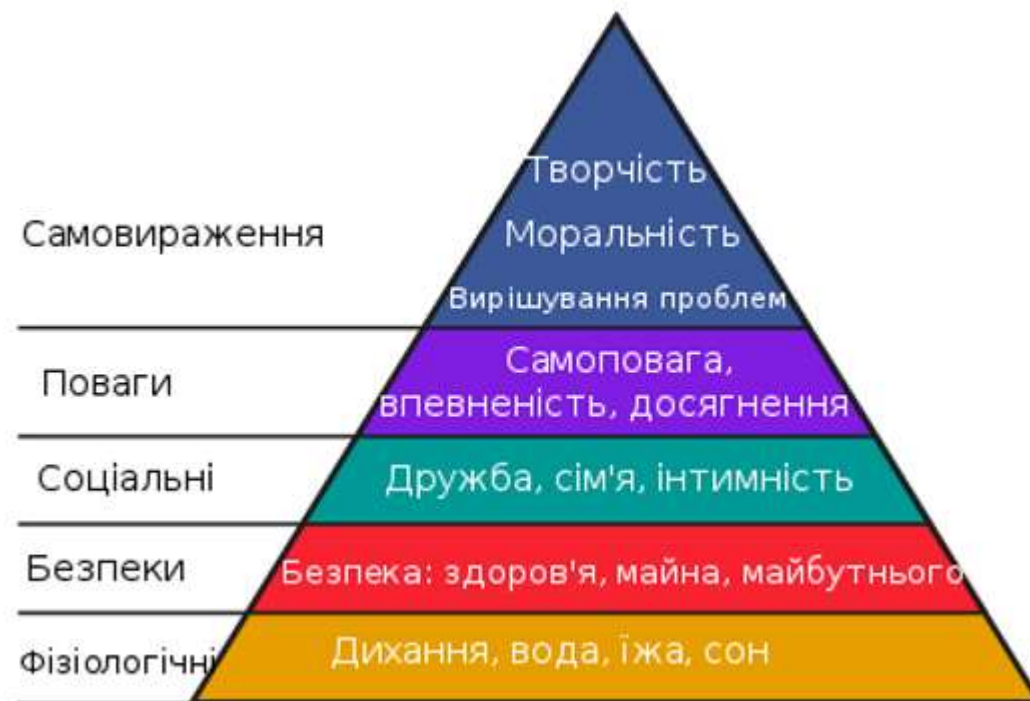 Творчість
Самовираження
Моральність
Вирішування проблем
Поваги
Самоповага,
впевненість, досягнення
Соціальні
Дружба, сім'я, інтимність
Безпеки
Безпека: здоров'я, майна, майбутнього
Фізіологічні
Дихання, вода, їжа, сон